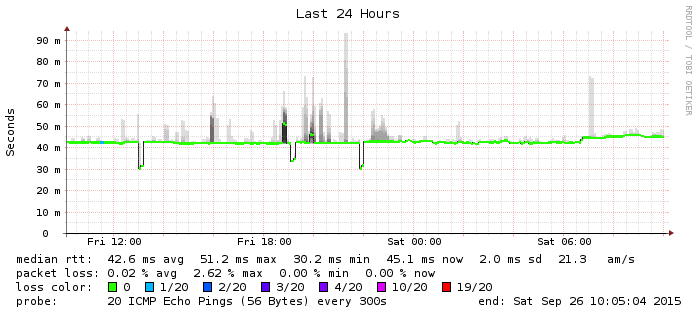 Last 24 Hours
RRDTOOL / TOBI OETIKER
Seconds
90 m
80 m
70 m
60 m
50 m
40 m
30 m
20 m
10 m
0
Fri 12:00 Fri 18:00 Sat 00:00 Sat 06:00
median rtt: 42.6 ms avg 51.2 ms max 30.2 ms min 45.1 ms now 2.0 ms sd 21.3 am/s
packet loss: 0.02 % avg 2.62 % max 0.00 % min 0.00 % now
loss color: 0 1/20 2/20 3/20 4/20 10/20 19/20
probe: 20 ICMP Echo Pings (56 Bytes) every 300s end: Sat Sep 26 10:05:04 2015